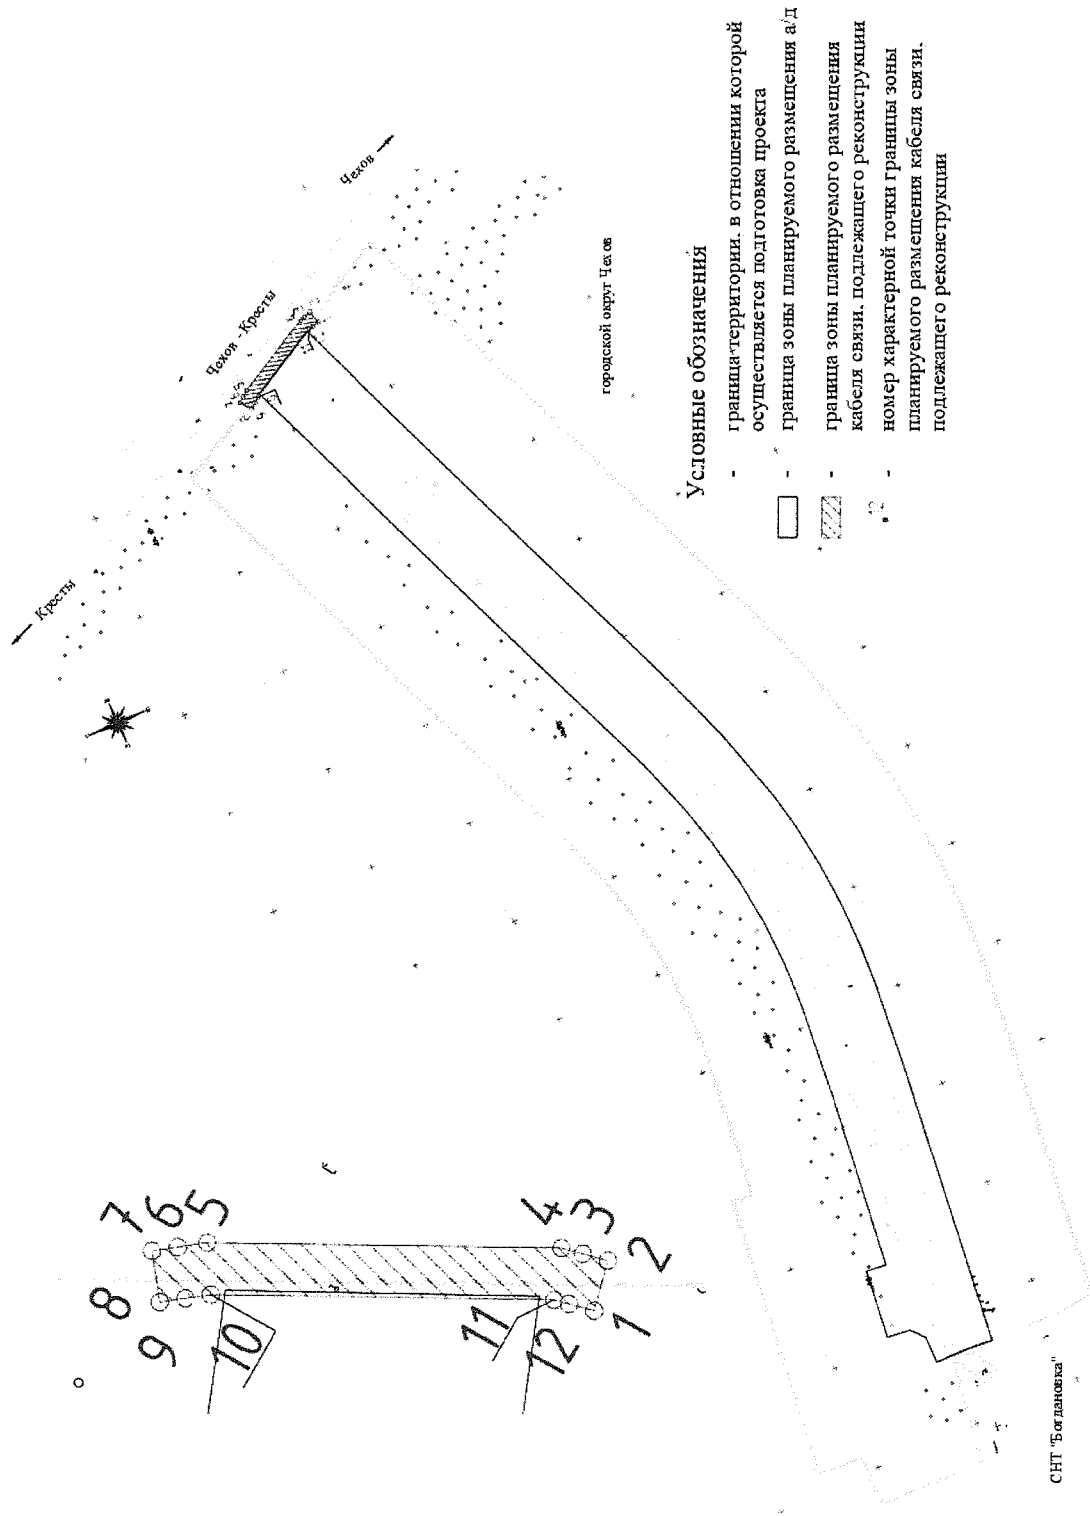 Чехов
Чехов - Кресты
Кресты
городской округ Чехов
Условные обозначения
- граница территории, в отношении которой
осуществляется подготовка проекта
- граница зоны планируемого размещения а/д
- граница зоны планируемого размещения
кабеля связи, подлежащего реконструкции
12 - номер характерной точки границы зоны
планируемого размещения кабеля связи,
подлежащего реконструкции
7
6
5
4
3
2
1
8
9
10
11
12
СНТ "Богдановка"